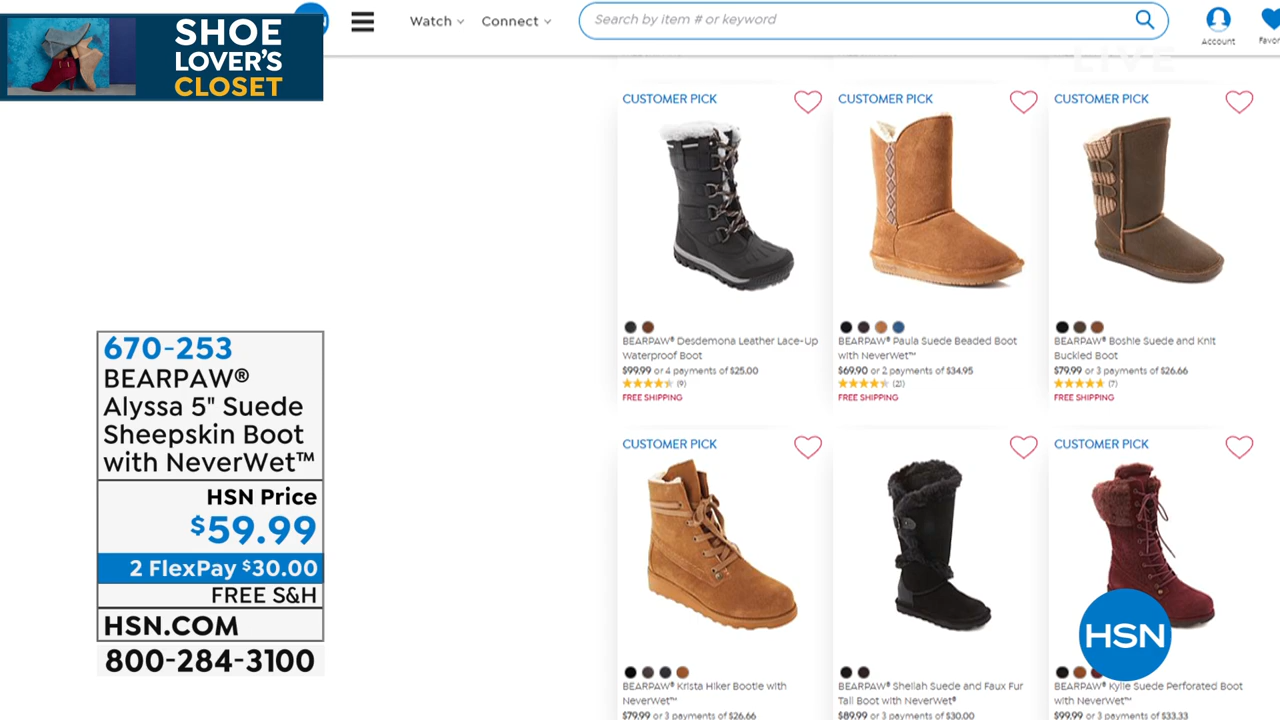 SHOE
LOVER'S
CLOSET
Watch
Connect
Search by item # or keyword
Account
LIVE
670-253
BEARPAW®
Alyssa 5" Suede
Sheepskin Boot
with NeverWet™
HSN Price
$59.99
2 FlexPay $30.00
FREE S&H
HSN.COM
800-284-3100
CUSTOMER PICK
BEARPAW® Desdemona Leather Lace-Up
Waterproof Boot
$99.99 or 4 payments of $25.00
(9)
FREE SHIPPING
CUSTOMER PICK
BEARPAW® Paula Suede Beaded Boot
with NeverWet™
$69.90 or 2 payments of $34.95
(21)
FREE SHIPPING
CUSTOMER PICK
BEARPAW® Boshie Suede and Knit
Buckled Boot
$79.99 or 3 payments of $26.66
(7)
FREE SHIPPING
CUSTOMER PICK
BEARPAW® Krista Hiker Bootie with
NeverWet™
$79.99 or 3 payments of $26.66
BEARPAW® Shellah Suede and Faux Fur
Tall Boot with NeverWet®
$89.99 or 3 payments of $30.00
CUSTOMER PICK
BEARPAW® Kylie Suede Perforated Boot
with NeverWet™
$99.99 or 3 payments of $33.33
HSN